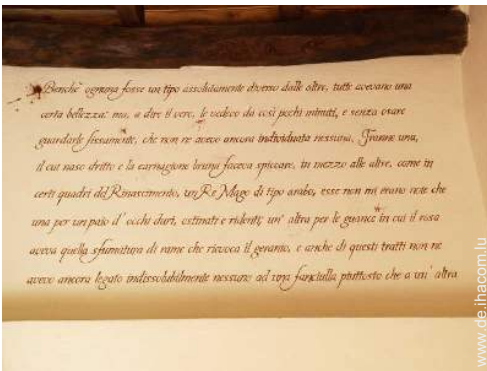 Benchè ognuna fosse un tipo assolutamente diverso dalle altre, tutte avevano una
certa bellezza: ma, a dire il vero, le vedevo da così pochi minuti, e senza osare
guardarle fissamente, che non ne avevo ancora individuata nessuna. Tranne una,
il cui naso dritto e la carnagione bruna faceva spiccare, in mezzo alle altre, come in
certi quadri del Rinascimento, un Re Mago di tipo arabo, esse non mi erano note che
una per un paio d'occhi duri, ostinati e ridenti; un'altra per le guance in cui il rosa
aveva quella sfumatura di rame che rievoca il geranio, e anche di questi tratti non ne
avevo ancora legato indissolubilmente nessuno ad una fanciulla piuttosto che a un'altra
www.de.ihacom.lu